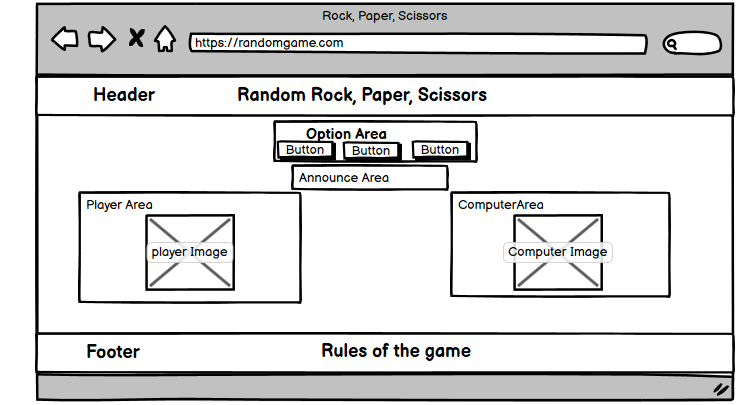 Rock, Paper, Scissors
https://randomgame.com
Header Random Rock, Paper, Scissors
Option Area
Button Button Button
Announce Area
Player Area
player Image
ComputerArea
Computer Image
Footer Rules of the game